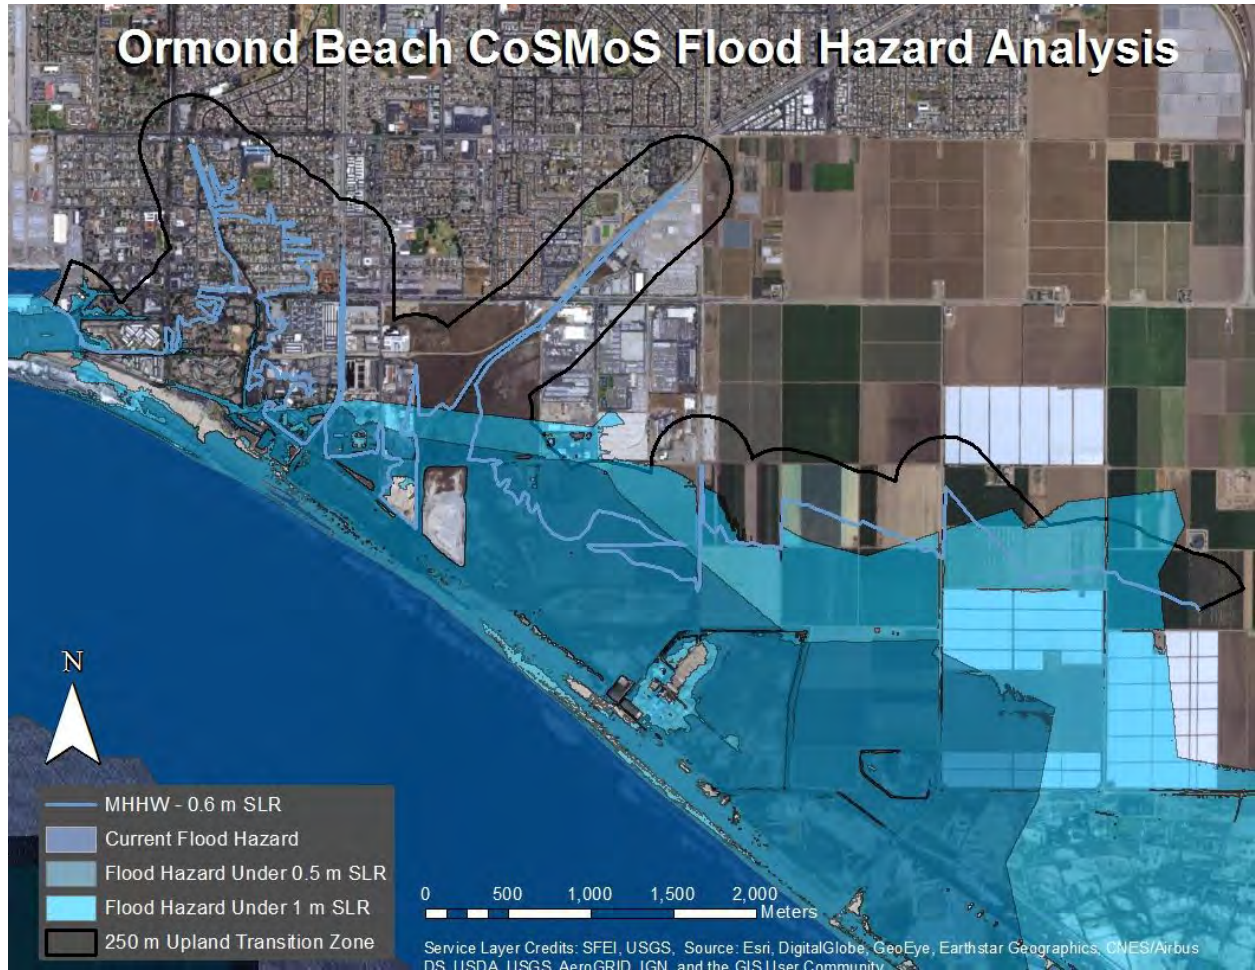 Ormond Beach CoSMoS Flood Hazard Analysis
N
MHHW - 0.6 m SLR
Current Flood Hazard
Flood Hazard Under 0.5 m SLR
Flood Hazard Under 1 m SLR
250 m Upland Transition Zone
0 500 1,000 1,500 2,000
Meters
Service Layer Credits: SFEI, USGS, Source: Esri, DigitalGlobe, GeoEye, Earthstar Geographics, CNES/Airbus
DS, USDA, USGS, AeroGRID, IGN, and the GIS User Community